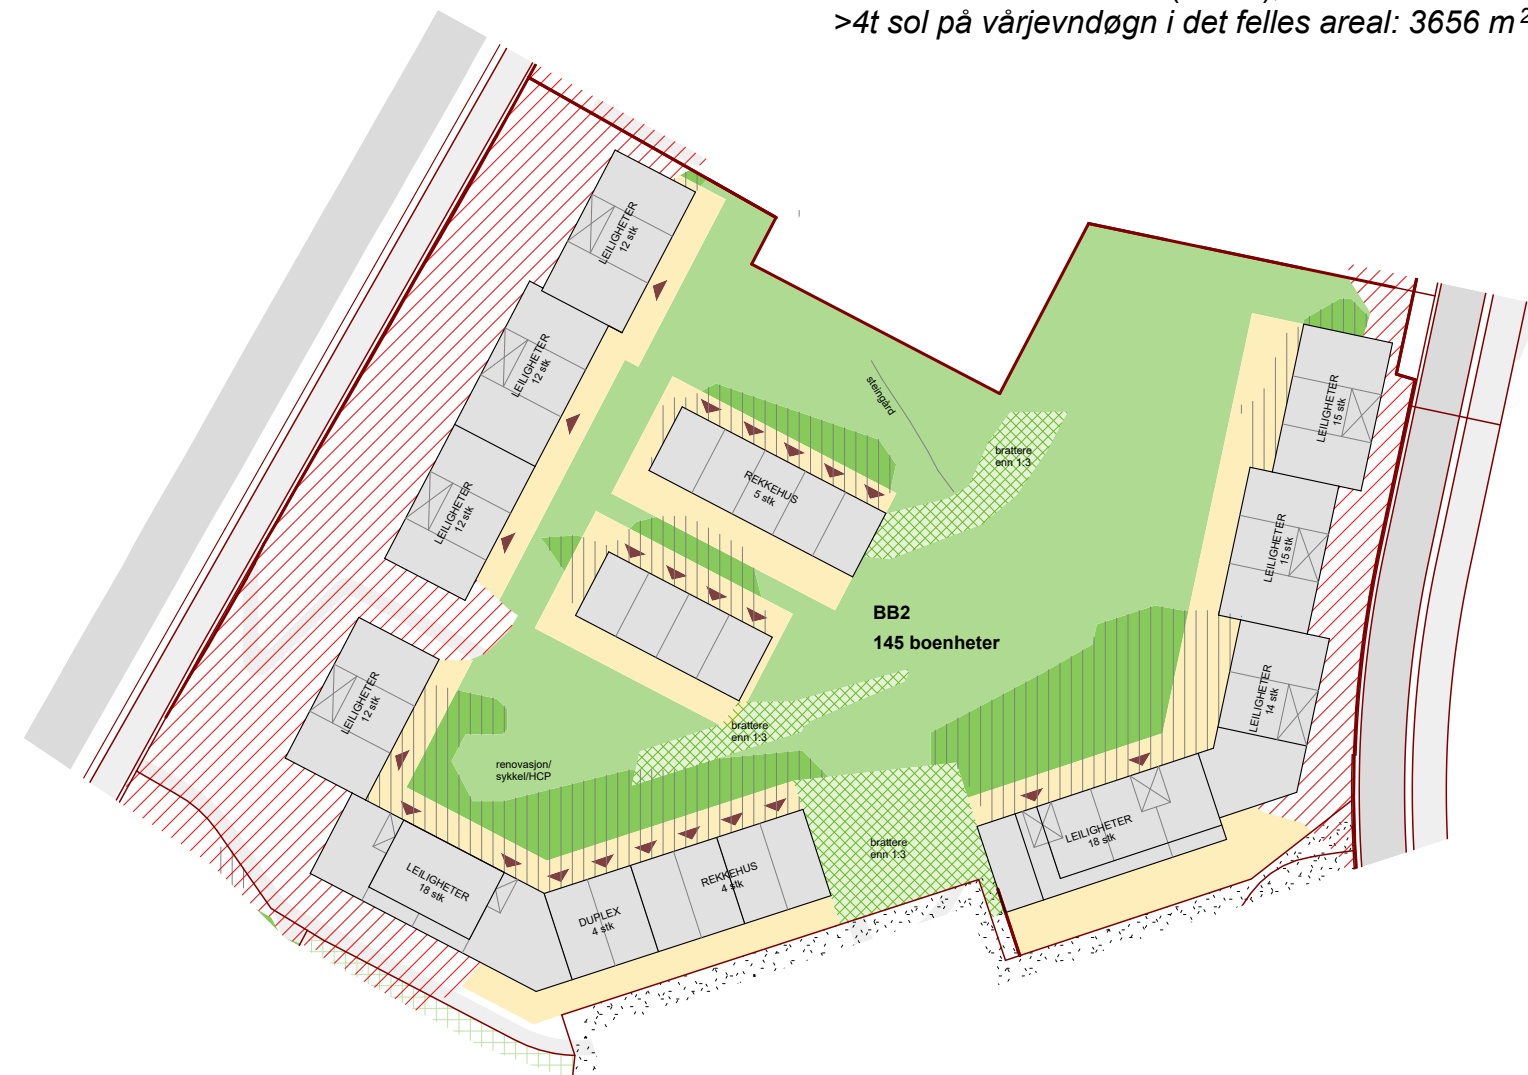 >4t sol på vårjevndøgn i det felles areal: 3656 m²
LEILIGHETER
12 stk
LEILIGHETER
12 stk
LEILIGHETER
12 stk
LEILIGHETER
12 stk
LEILIGHETER
18 stk
DUPLEX
4 stk
REKKEHUS
4 stk
REKKEHUS
5 stk
steingård
brattere
enn 1:3
BB2
145 boenheter
brattere
enn 1:3
renovasjon/
sykkel/HCP
brattere
enn 1:3
LEILIGHETER
15 stk
LEILIGHETER
15 stk
LEILIGHETER
14 stk
LEILIGHETER
18 stk